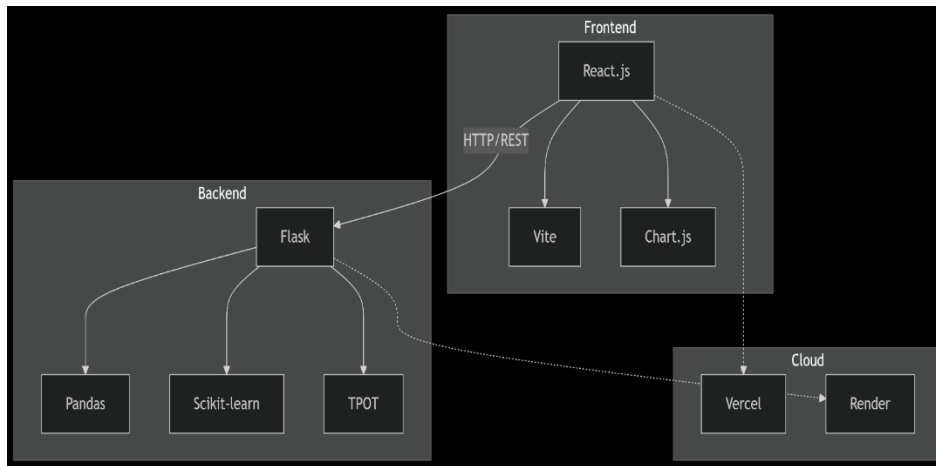 Frontend
React.js
HTTP/REST
Backend
Flask
Vite
Chart.js
Cloud
Pandas
Scikit-learn
TPOT
Vercel
Render